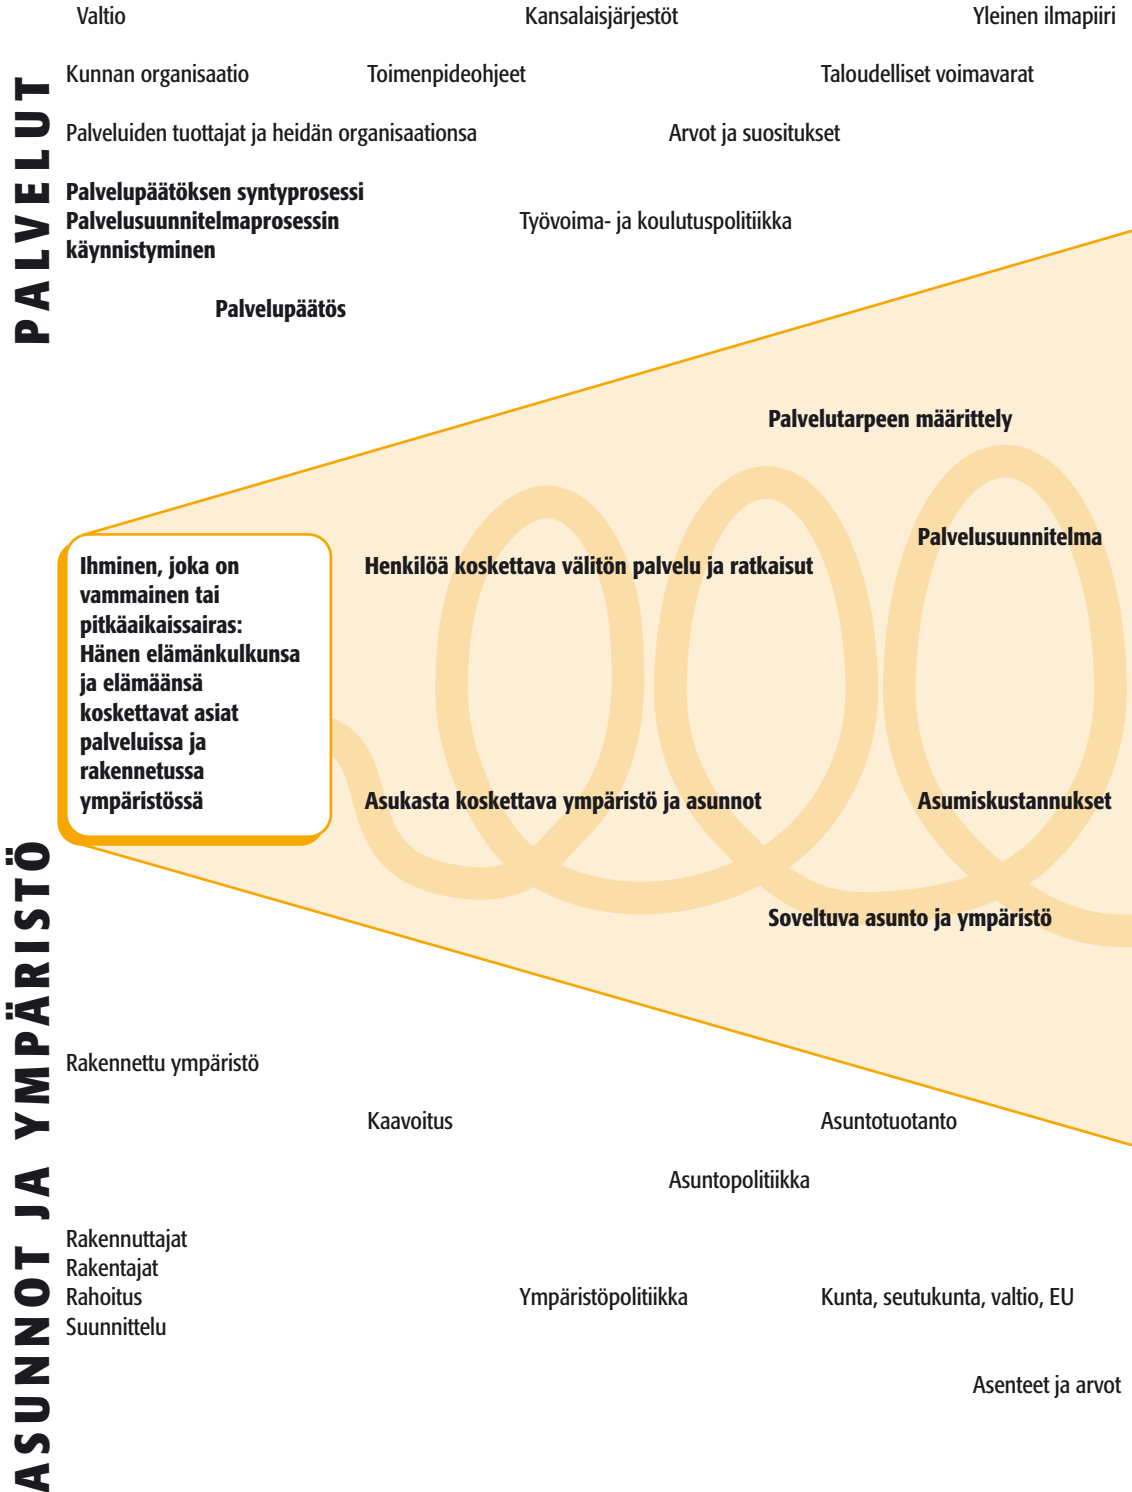 Valtio
Kansalaisjärjestöt
Yleinen ilmapiiri
PALVELUT
Kunnan organisaatio
Toimenpideohjeet
Taloudelliset voimavarat
Palveluiden tuottajat ja heidän organisaationsa
Arvot ja suositukset
Palvelupäätöksen syntyprosessi
Palvelusuunnitelmaprosessin
käynnistyminen
Työvoima- ja koulutuspolitiikka
Palvelupäätös
Palvelutarpeen määrittely
Palvelusuunnitelma
Ihminen, joka on
vammainen tai
pitkäaikaissairas:
Hänen elämänkulkunsa
ja elämäänsä
koskettavat asiat
palveluissa ja
rakennetussa
ympäristössä
Henkilöä koskettava välitön palvelu ja ratkaisut
Asukasta koskettava ympäristö ja asunnot
Asumiskustannukset
Soveltuva asunto ja ympäristö
ASUNNOT JA YMPÄRISTÖ
Rakennettu ympäristö
Kaavoitus
Asuntotuotanto
Asuntopolitiikka
Rakennuttajat
Rakentajat
Rahoitus
Suunnittelu
Ympäristöpolitiikka
Kunta, seutukunta, valtio, EU
Asenteet ja arvot